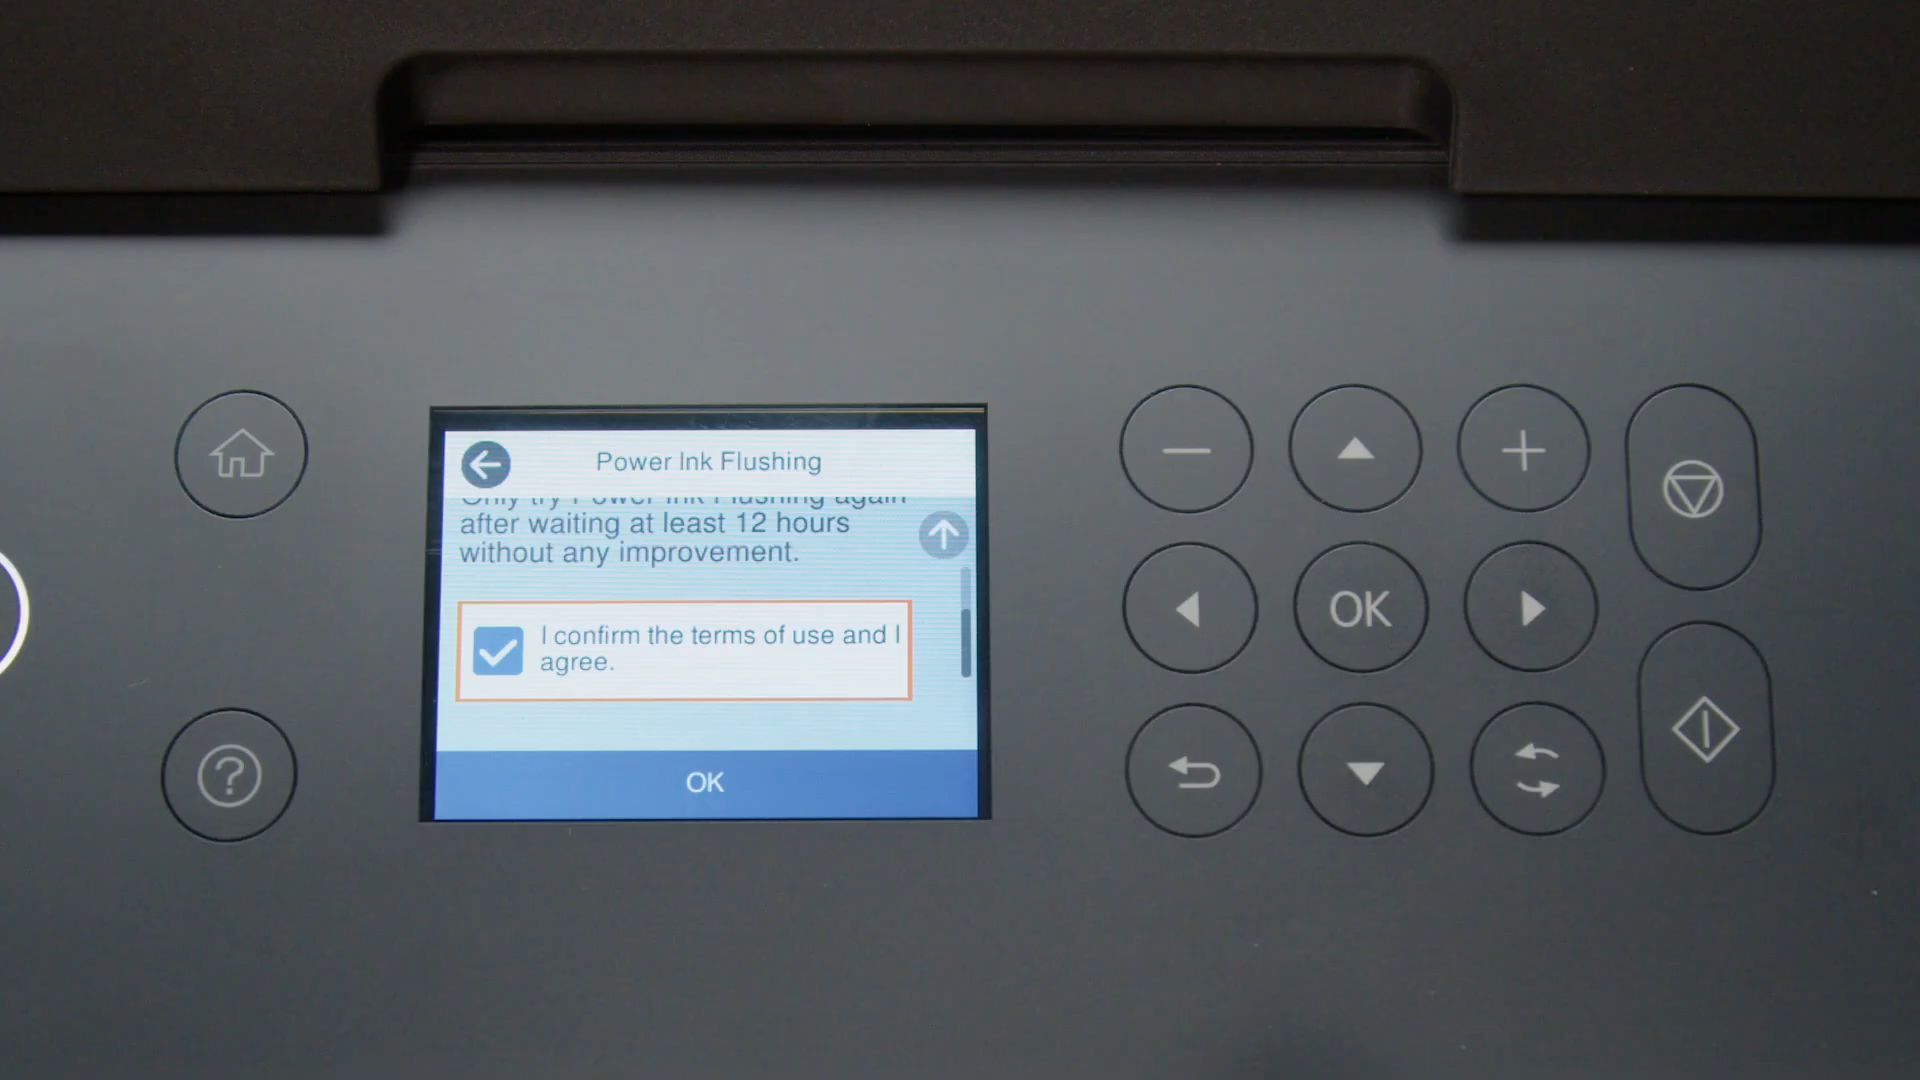 Power Ink Flushing
Only try Power Ink Flushing again
after waiting at least 12 hours
without any improvement.
I confirm the terms of use and I
agree.
OK
OK